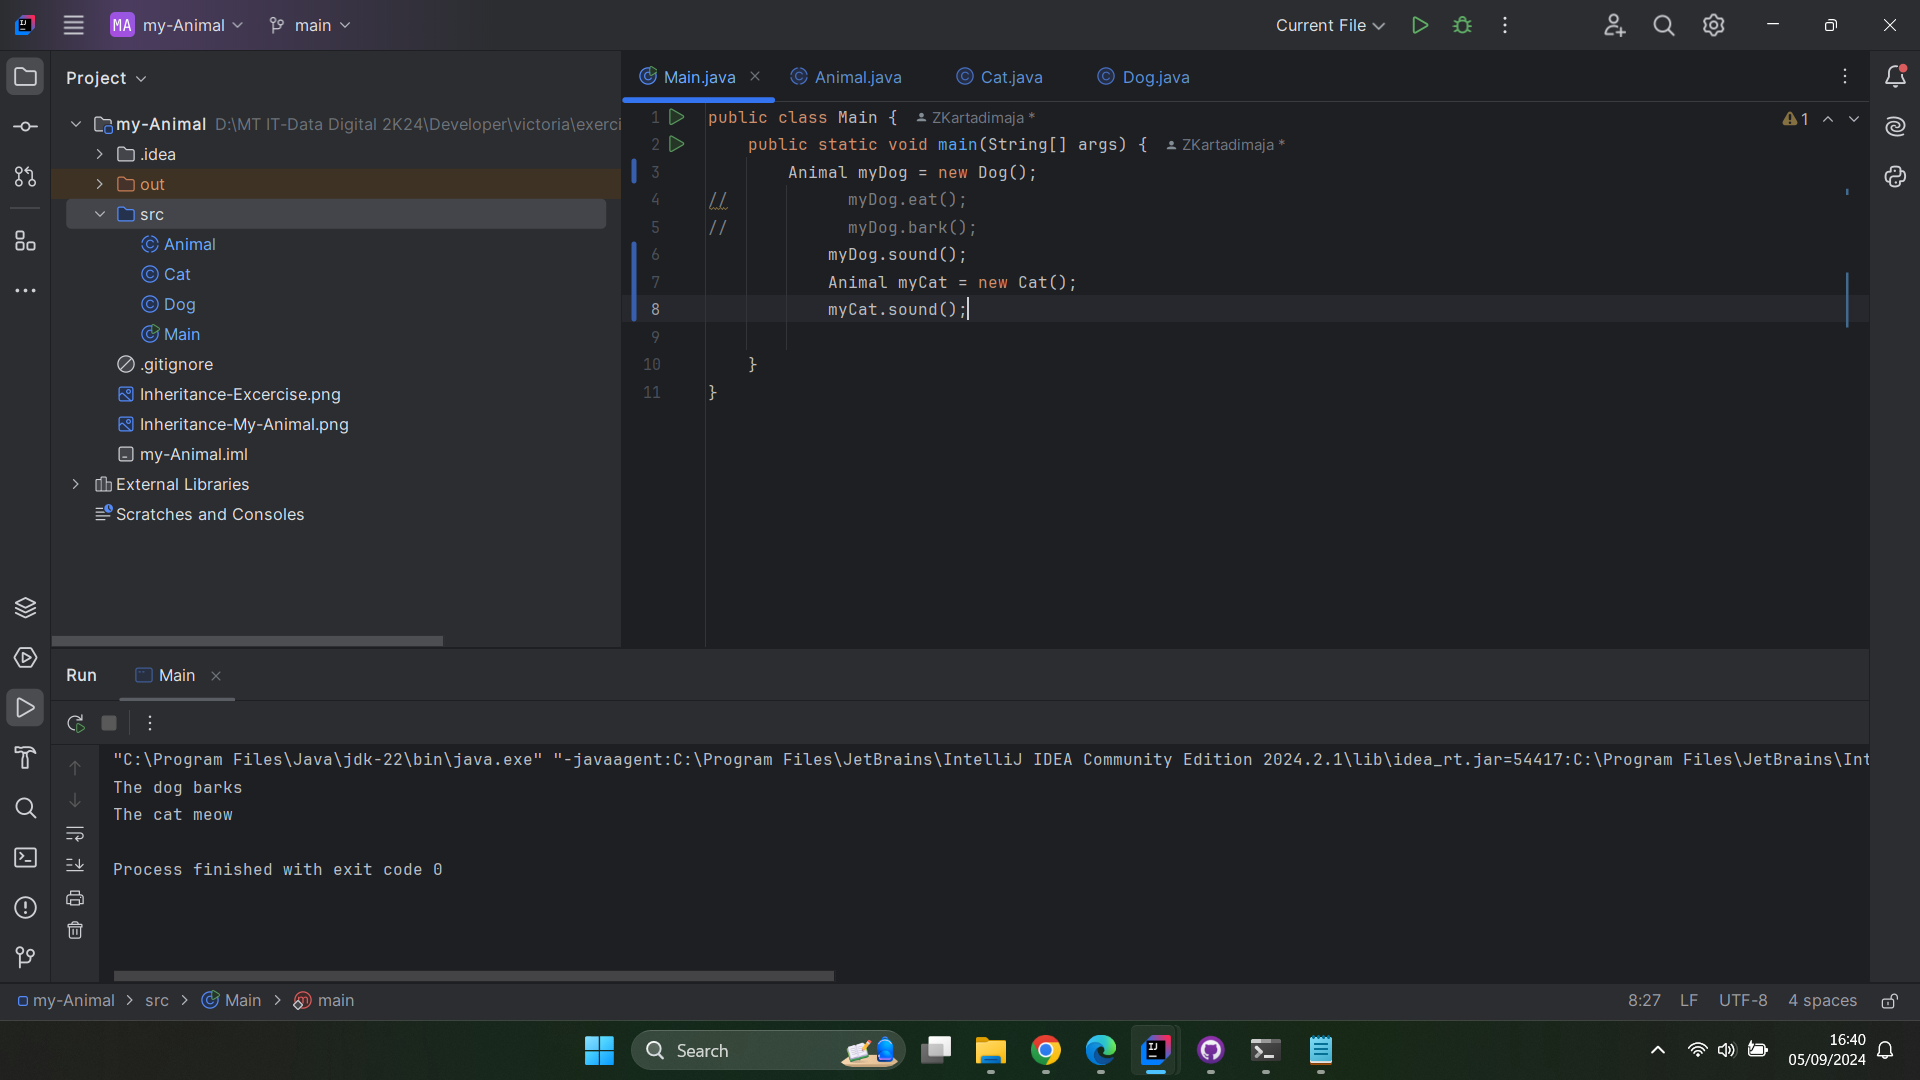 MA my-Animal main Current File
Project
my-Animal D:\MT IT-Data Digital 2K24\Developer\victoria\exerci
.idea
out
src
Animal
Cat
Dog
Main
.gitignore
Inheritance-Excercise.png
Inheritance-My-Animal.png
my-Animal.iml
External Libraries
Scratches and Consoles
Main.java Animal.java Cat.java Dog.java
1 public class Main { ZKartadimaja *
2 public static void main(String[] args) { ZKartadimaja *
3 Animal myDog = new Dog();
4 // myDog.eat();
5 // myDog.bark();
6 myDog.sound();
7 Animal myCat = new Cat();
8 myCat.sound();
9
10 }
11 }
1
Run Main
"C:\Program Files\Java\jdk-22\bin\java.exe" "-javaagent:C:\Program Files\JetBrains\IntelliJ IDEA Community Edition 2024.2.1\lib\idea_rt.jar=54417:C:\Program Files\JetBrains\Int
The dog barks
The cat meow
Process finished with exit code 0
my-Animal > src > Main > main 8:27 LF UTF-8 4 spaces
Search
16:40
05/09/2024